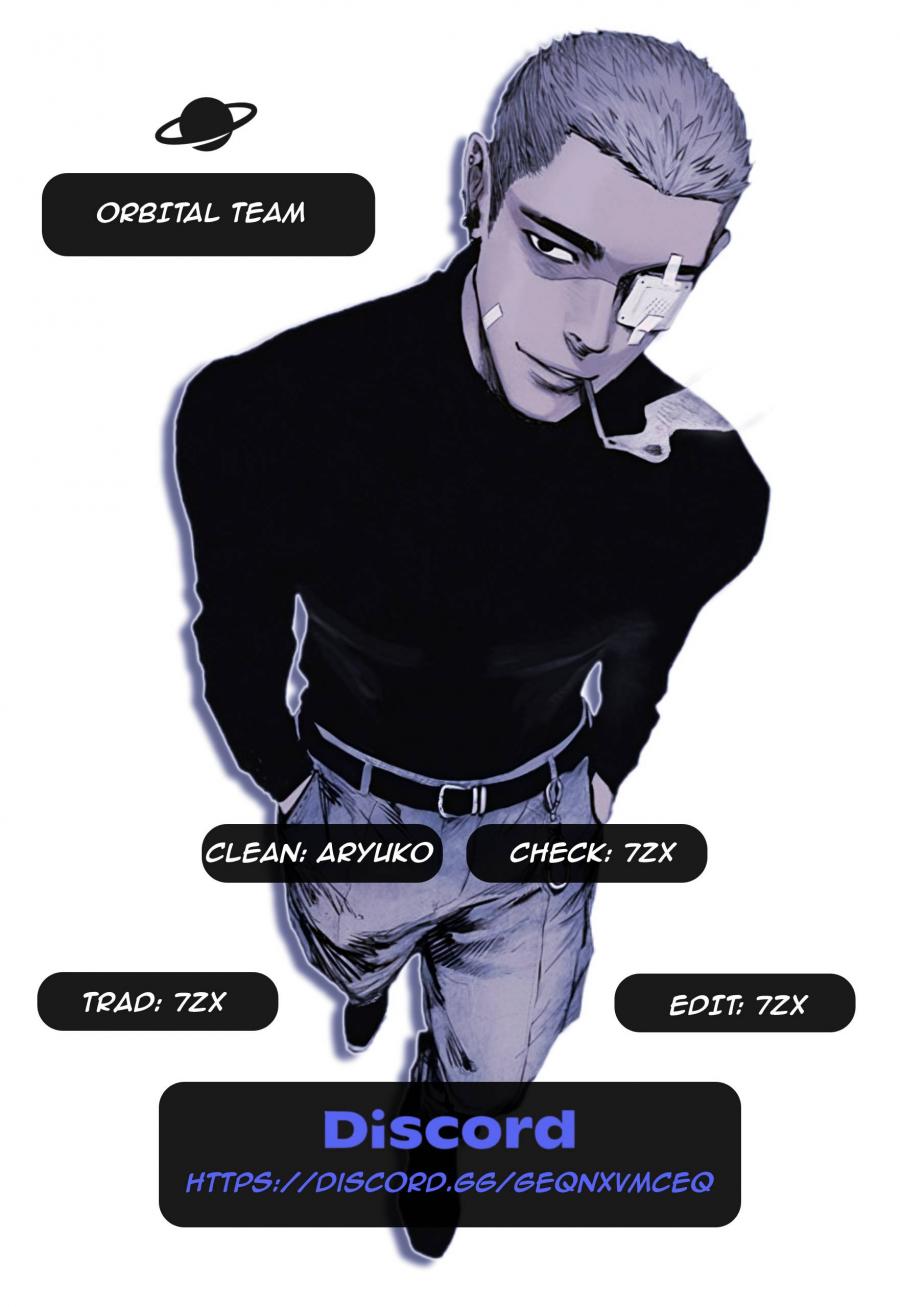 ORBITAL TEAM
CLEAN: ARYUKO
CHECK: 7ZX
TRAD: 7ZX
EDIT: 7ZX
Discord
HTTPS://DISCORD.GG/GEQNXVMCEQ